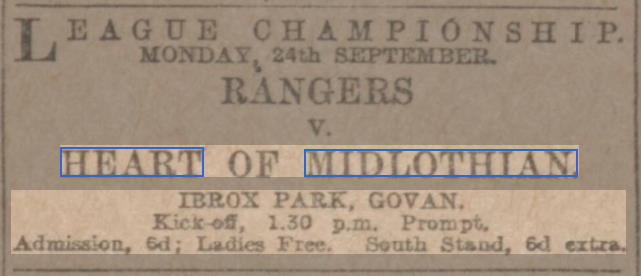 LEAGUE CHAMPIONSHIP.
MONDAY, 24th SEPTEMBER.
RANGERS
V.
HEART OF MIDLOTHIAN
IBROX PARK, GOVAN.
Kick-off, 1.30 p.m. Prompt.
Admission, 6d; Ladies Free. South Stand, 6d extra.